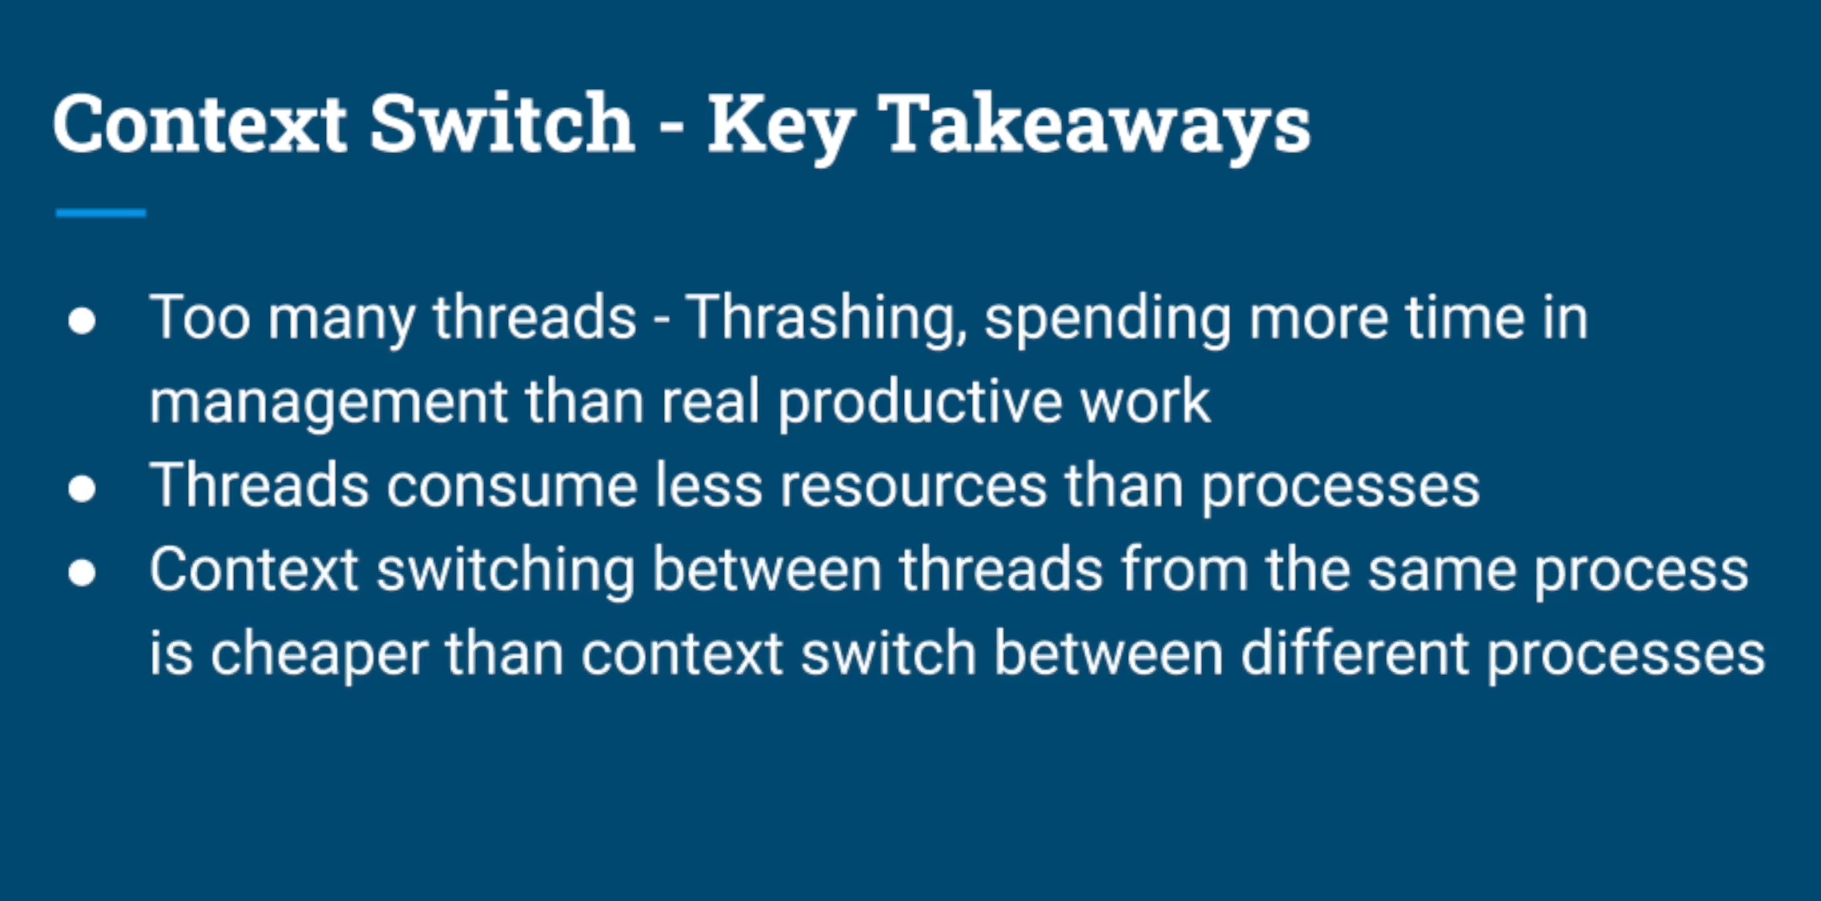 Context Switch - Key Takeaways
● Too many threads - Thrashing, spending more time in
management than real productive work
● Threads consume less resources than processes
● Context switching between threads from the same process
is cheaper than context switch between different processes